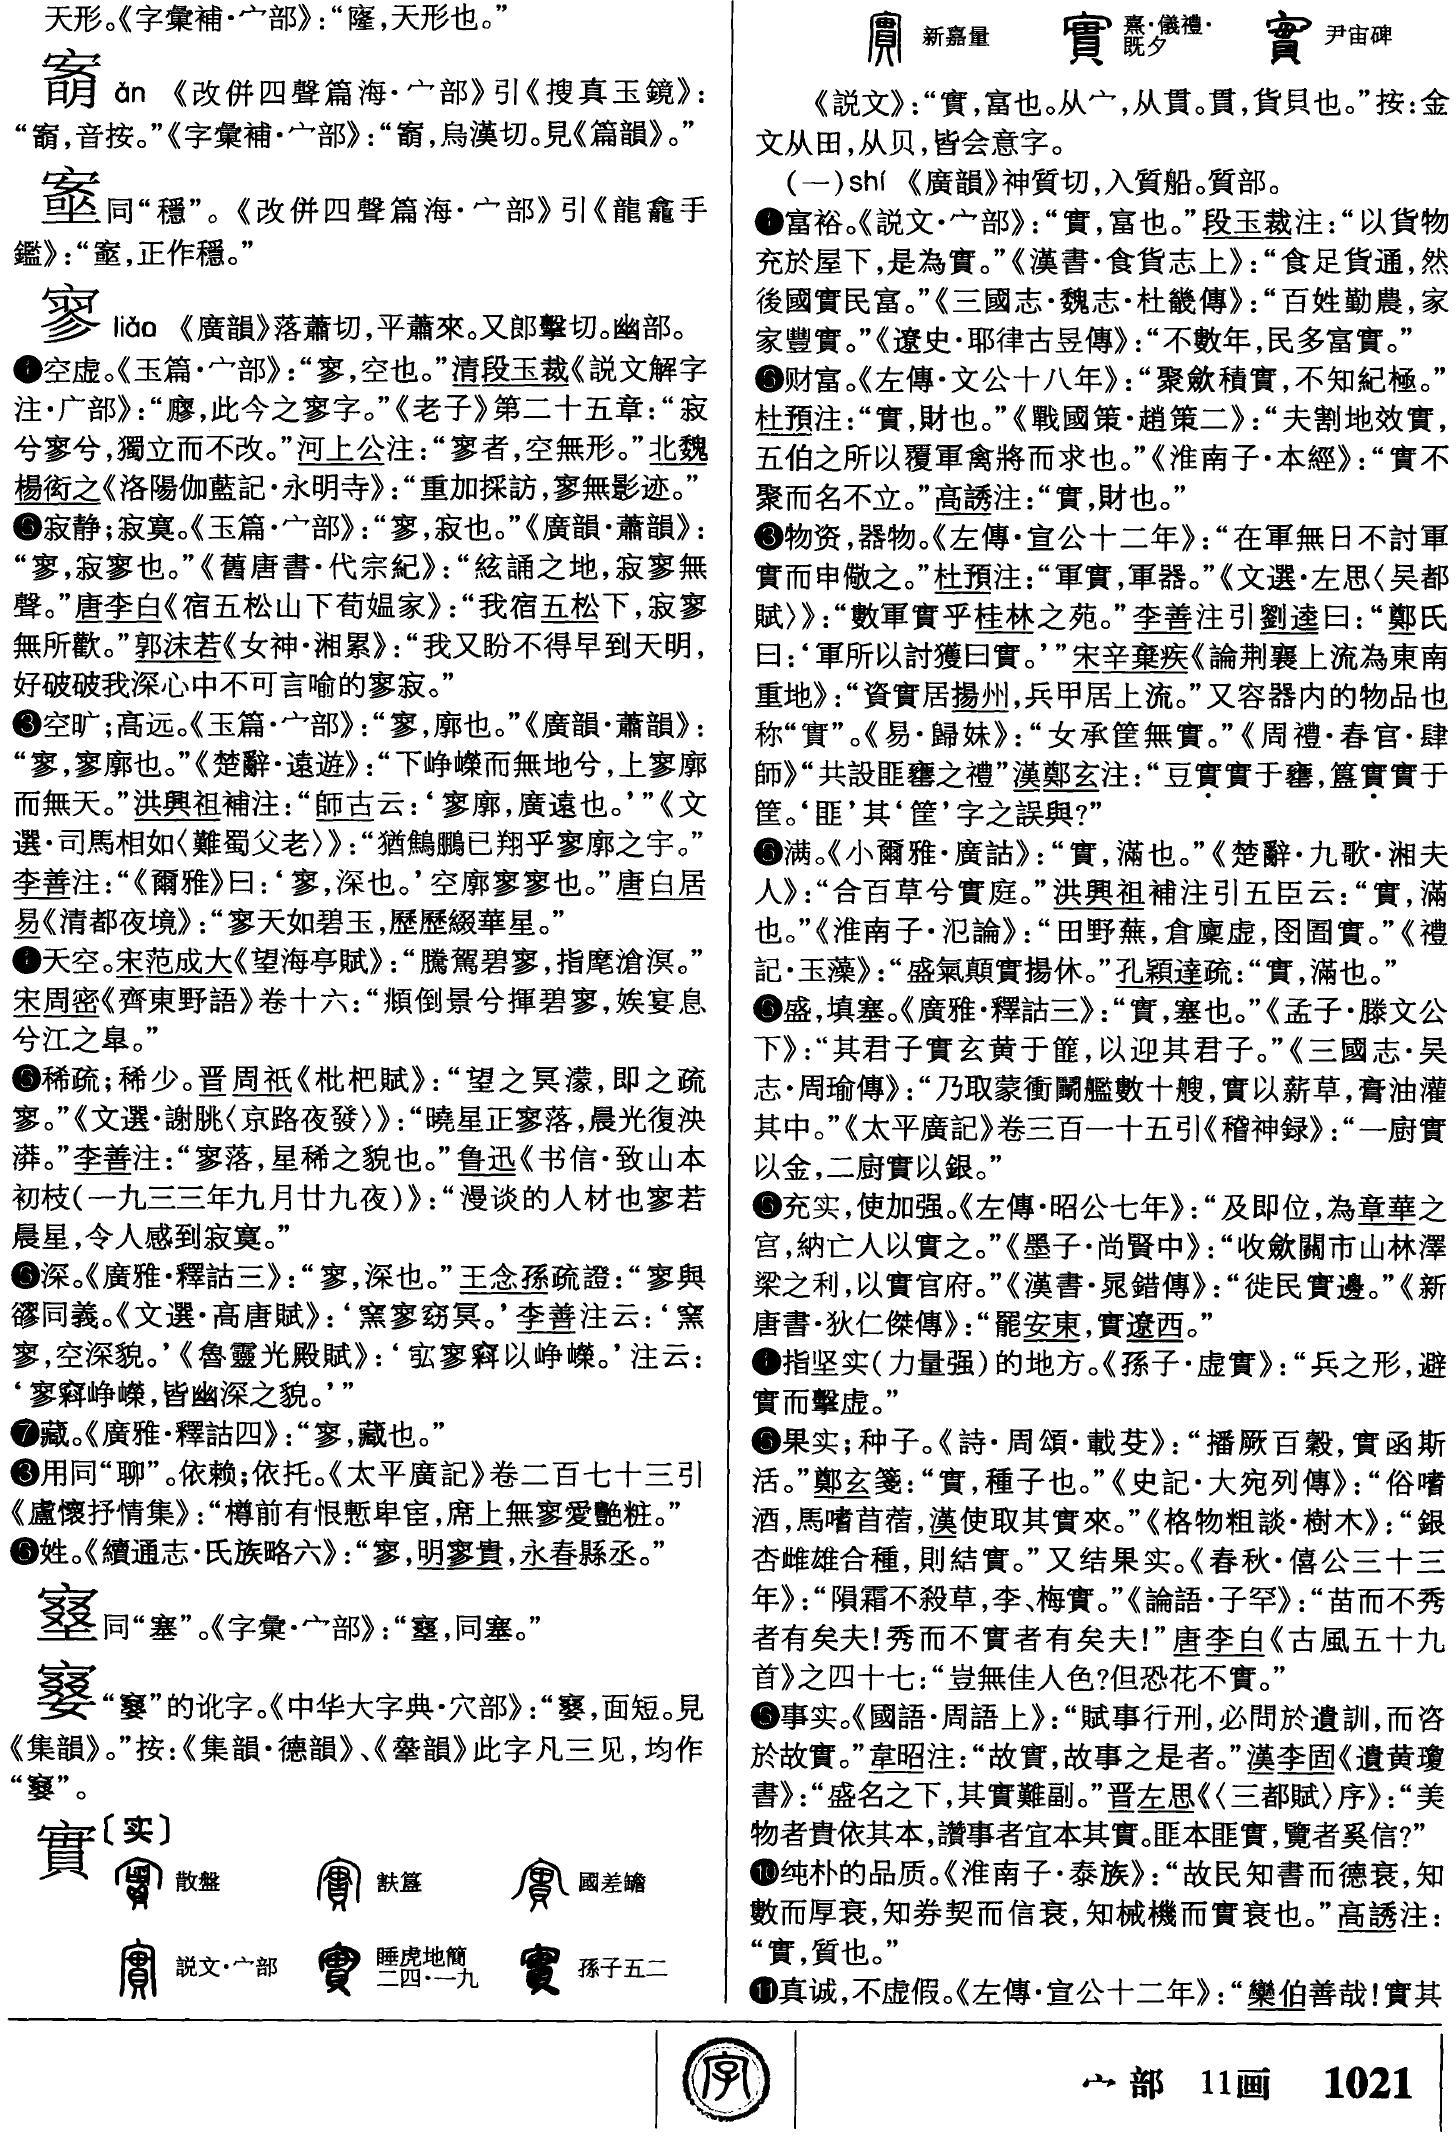 天形。《字彙補·宀部》：“窿，天形也。”
àn 《改併四聲篇海·宀部》引《搜真玉鏡》：
音按。”《字彙補·宀部》：烏漢切。見《篇韻》。”
同“穩”。《改併四聲篇海·宀部》引《龍龕手
鑑》：正作穩。”
寥 liáo 《廣韻》落蕭切，平蕭來。又郎擊切。幽部。
❶空虚。《玉篇·宀部》：“寥，空也。”清段玉裁《説文解字
注·广部》：“廫，此今之寥字。”《老子》第二十五章：“寂
兮寥兮，獨立而不改。”河上公注：“寥者，空無形。”北魏
楊衒之《洛陽伽藍記·永明寺》：“重加採訪，寥無影迹。”
❷寂静；寂寞。《玉篇·宀部》：“寥，寂也。”《廣韻·蕭韻》：
“寥，寂寥也。”《舊唐書·代宗紀》：“絃誦之地，寂寥無
聲。”唐李白《宿五松山下荀媪家》：“我宿五松下，寂寥
無所歡。”郭沫若《女神·湘累》：“我又盼不得早到天明，
好破破我深心中不可言喻的寥寂。”
❸空旷；高远。《玉篇·宀部》：“寥，廓也。”《廣韻·蕭韻》：
“寥，寥廓也。”《楚辭·遠遊》：“下峥嶸而無地兮，上寥廓
而無天。”洪興祖補注：“師古云：‘寥廓，廣遠也。’”《文
選·司馬相如〈難蜀父老〉》：“猶鷦鵬已翔乎寥廓之宇。”
李善注：“《爾雅》曰：‘寥，深也。’空廓寥寥也。”唐白居
易《清都夜境》：“寥天如碧玉，歷歷綴華星。”
❹天空。宋范成大《望海亭賦》：“騰駕碧寥，指麾滄溟。”
宋周密《齊東野語》卷十六：“頫倒景兮揮碧寥，娭宴息
兮江之皐。”
❺稀疏；稀少。晋周祇《枇杷賦》：“望之冥濛，即之疏
寥。”《文選·謝朓〈京路夜發〉》：“曉星正寥落，晨光復泱
漭。”李善注：“寥落，星稀之貌也。”鲁迅《书信·致山本
初枝（一九三三年九月廿九夜）》：“漫谈的人材也寥若
晨星，令人感到寂寞。”
❻深。《廣雅·釋詁三》：“寥，深也。”王念孫疏證：“寥與
同義。《文選·高唐賦》：‘窯寥窈冥。’李善注云：‘窯
寥，空深貌。’《魯靈光殿賦》：‘寥窲以峥嶸。’注云：
‘寥窲峥嶸，皆幽深之貌。’”
❼藏。《廣雅·釋詁四》：“寥，藏也。”
❽用同“聊”。依赖；依托。《太平廣記》卷二百七十三引
《盧懷抒情集》：“樽前有恨慙卑宦，席上無寥愛艷粧。”
❾姓。《續通志·氏族略六》：“寥，明寥貴，永春縣丞。”
同“塞”。《字彙·宀部》：同塞。”
的讹字。《中华大字典·穴部》：面短。見
《集韻》。”按：《集韻·德韻》、《韻》此字凡三见，均作
實〔实〕
散盤 㝬簋 國差𦉜
説文·宀部 睡虎地簡二四·一九 孫子五二
新嘉量 熹·儀禮·既夕 尹宙碑
《説文》：“實，富也。从宀，从貫。貫，貨貝也。”按：金
文从田，从贝，皆会意字。
（一）shí 《廣韻》神質切，入質船。質部。
❶富裕。《説文·宀部》：“實，富也。”段玉裁注：“以貨物
充於屋下，是為實。”《漢書·食貨志上》：“食足貨通，然
後國實民富。”《三國志·魏志·杜畿傳》：“百姓勤農，家
家豐實。”《遼史·耶律古昱傳》：“不數年，民多富實。”
❷财富。《左傳·文公十八年》：“聚斂積實，不知紀極。”
杜預注：“實，財也。”《戰國策·趙策二》：“夫割地效實，
五伯之所以覆軍禽將而求也。”《淮南子·本經》：“實不
聚而名不立。”高誘注：“實，財也。”
❸物资，器物。《左傳·宣公十二年》：“在軍無日不討軍
實而申儆之。”杜預注：“軍實，軍器。”《文選·左思〈吴都
賦〉》：“數軍實乎桂林之苑。”李善注引劉逵曰：“鄭氏
曰：‘軍所以討獲曰實。’”宋辛棄疾《論荆襄上流為東南
重地》：“資實居揚州，兵甲居上流。”又容器内的物品也
称“實”。《易·歸妹》：“女承筐無實。”《周禮·春官·肆
師》“共設匪罋之禮”漢鄭玄注：“豆實實于罋，簋實實于
筐。‘匪’其‘筐’字之誤與？”
❹满。《小爾雅·廣詁》：“實，滿也。”《楚辭·九歌·湘夫
人》：“合百草兮實庭。”洪興祖補注引五臣云：“實，滿
也。”《淮南子·氾論》：“田野蕪，倉廩虚，囹圄實。”《禮
記·玉藻》：“盛氣顛實揚休。”孔穎達疏：“實，滿也。”
❺盛，填塞。《廣雅·釋詁三》：“實，塞也。”《孟子·滕文公
下》：“其君子實玄黄于篚，以迎其君子。”《三國志·吴
志·周瑜傳》：“乃取蒙衝鬭艦數十艘，實以薪草，膏油灌
其中。”《太平廣記》卷三百一十五引《稽神録》：“一廚實
以金，二廚實以銀。”
❻充实，使加强。《左傳·昭公七年》：“及即位，為章華之
宫，納亡人以實之。”《墨子·尚賢中》：“收斂關市山林澤
梁之利，以實官府。”《漢書·晁錯傳》：“徙民實邊。”《新
唐書·狄仁傑傳》：“罷安東，實遼西。”
❼指坚实（力量强）的地方。《孫子·虚實》：“兵之形，避
實而擊虚。”
❽果实；种子。《詩·周頌·載芟》：“播厥百穀，實函斯
活。”鄭玄箋：“實，種子也。”《史記·大宛列傳》：“俗嗜
酒，馬嗜苜蓿，漢使取其實來。”《格物粗談·樹木》：“銀
杏雌雄合種，則結實。”又结果实。《春秋·僖公三十三
年》：“隕霜不殺草，李、梅實。”《論語·子罕》：“苗而不秀
者有矣夫！秀而不實者有矣夫！”唐李白《古風五十九
首》之四十七：“豈無佳人色？但恐花不實。”
❾事实。《國語·周語上》：“賦事行刑，必問於遺訓，而咨
於故實。”韋昭注：“故實，故事之是者。”漢李固《遺黄瓊
書》：“盛名之下，其實難副。”晋左思《〈三都賦〉序》：“美
物者貴依其本，讚事者宜本其實。匪本匪實，覽者奚信？”
❿纯朴的品质。《淮南子·泰族》：“故民知書而德衰，知
數而厚衰，知券契而信衰，知械機而實衰也。”高誘注：
“實，質也。”
⓫真诚，不虚假。《左傳·宣公十二年》：“欒伯善哉！實其
字
宀部 11画 1021